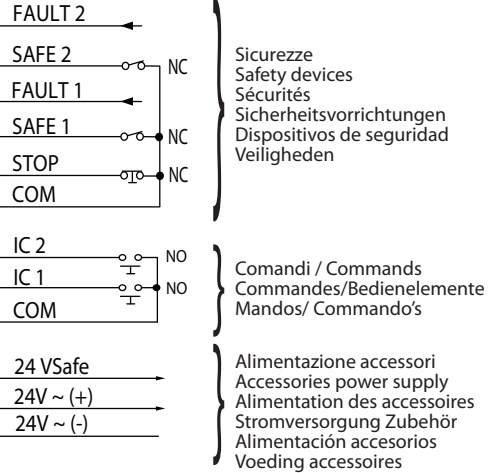 FAULT 2
SAFE 2 NC
FAULT 1
SAFE 1 NC
STOP NC
COM
Sicurezze
Safety devices
Sécurités
Sicherheitsvorrichtungen
Dispositivos de seguridad
Veiligheden
IC 2 NO
IC 1 NO
COM
Comandi / Commands
Commandes/Bedienelemente
Mandos/ Commando's
24 VSafe
24V ~ (+)
24V ~ (-)
Alimentazione accessori
Accessories power supply
Alimentation des accessoires
Stromversorgung Zubehör
Alimentación accesorios
Voeding accessoires